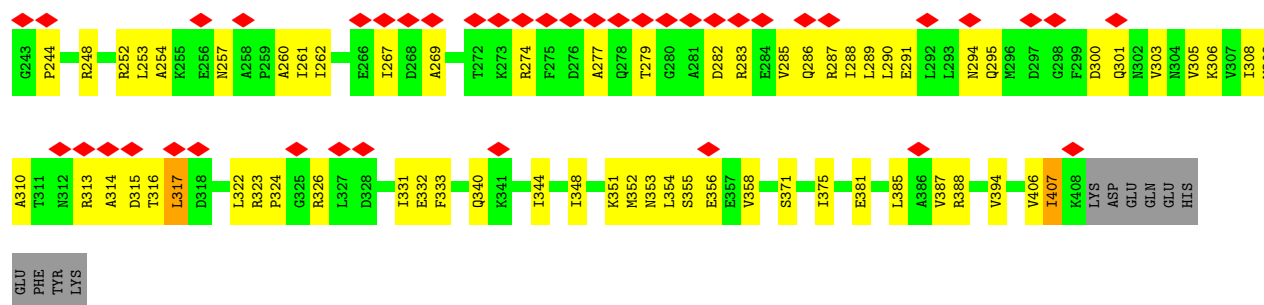 G243 P244 R248 R252 L253 A254 K255 E256 N257 A258 P259 A260 I261 I262 E266 I267 D268 A269 T272 K273 R274 F275 D276 A277 Q278 T279 G280 A281 D282 R283 E284 V285 Q286 R287 I288 L289 L290 E291 L292 L293 N294 Q295 M296 D297 G298 F299 D300 Q301 N302 V303 N304 V305 K306 V307 I308
A310 T311 N312 R313 A314 D315 T316 L317 D318 L322 R323 P324 G325 R326 L327 D328 I331 E332 F333 Q340 K341 I344 I348 K351 M352 N353 L354 S355 E356 E357 V358 S371 I375 E381 L385 A386 V387 R388 V394 V406 I407 K408 LYS ASP GLU GLN GLU HIS
GLU PHE TYR LYS